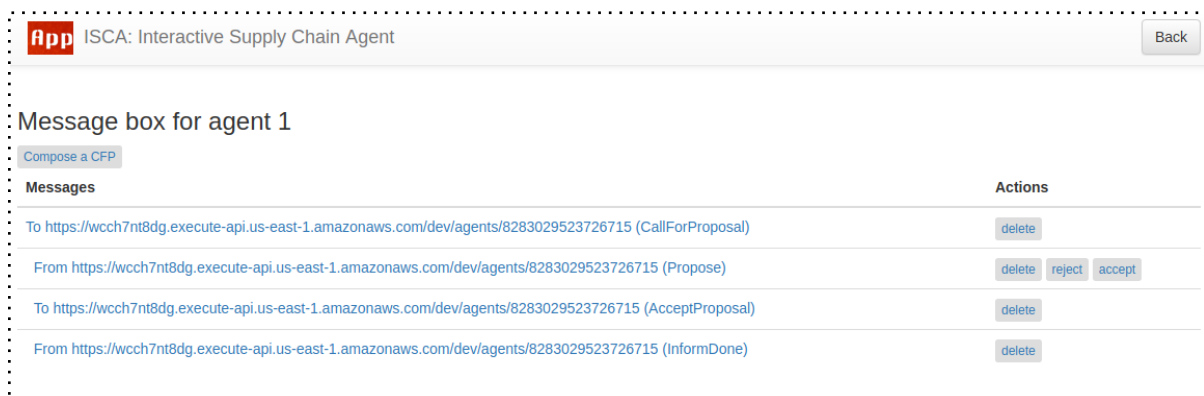 App ISCA: Interactive Supply Chain Agent Back
Message box for agent 1
Compose a CFP
Messages Actions
To https://wcch7nt8dg.execute-api.us-east-1.amazonaws.com/dev/agents/8283029523726715 (CallForProposal) delete
From https://wcch7nt8dg.execute-api.us-east-1.amazonaws.com/dev/agents/8283029523726715 (Propose) delete reject accept
To https://wcch7nt8dg.execute-api.us-east-1.amazonaws.com/dev/agents/8283029523726715 (AcceptProposal) delete
From https://wcch7nt8dg.execute-api.us-east-1.amazonaws.com/dev/agents/8283029523726715 (InformDone) delete